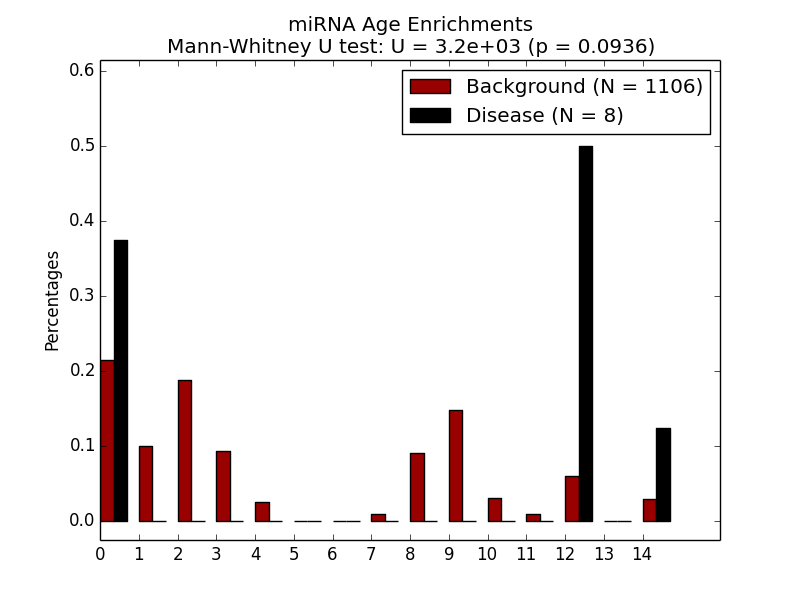 miRNA Age Enrichments
Mann-Whitney U test: U = 3.2e+03 (p = 0.0936)
Background (N = 1106)
Disease (N = 8)
Percentages
0.6
0.5
0.4
0.3
0.2
0.1
0.0
0 1 2 3 4 5 6 7 8 9 10 11 12 13 14